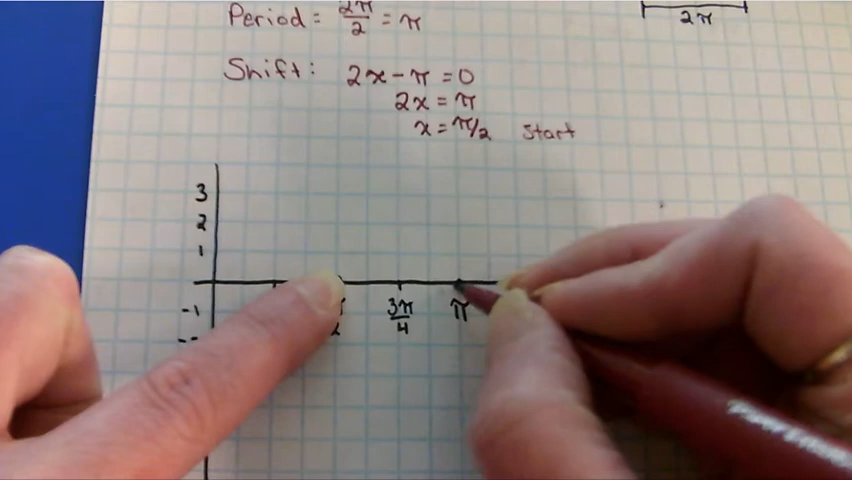 Period = 2π/2 = π
2π
Shift: 2x - π = 0
2x = π
x = π/2 start
3
2
1
-1
3π/4 π